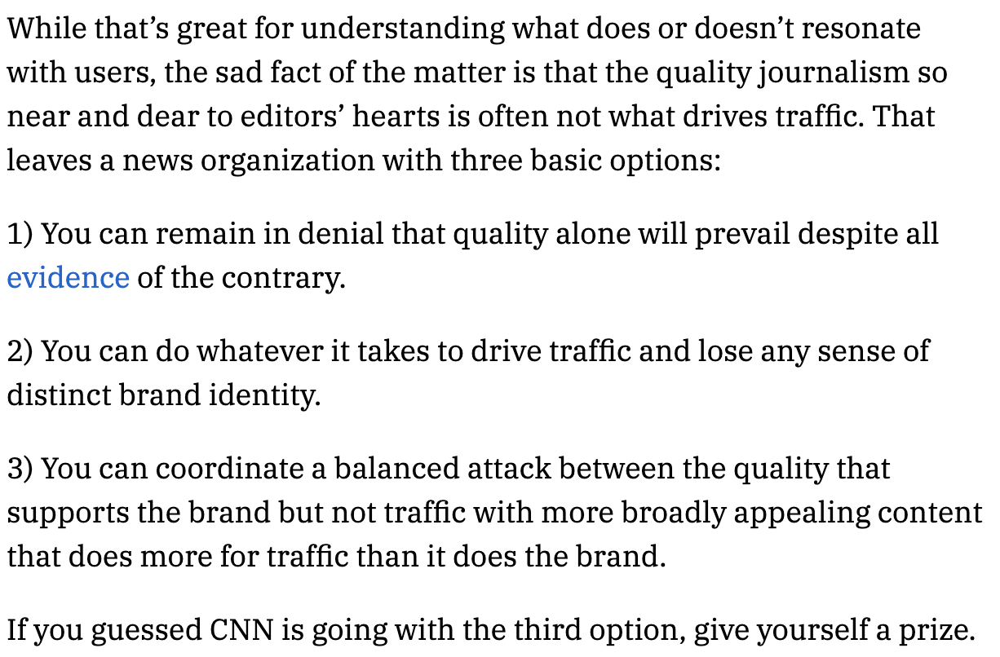 While that’s great for understanding what does or doesn’t resonate
with users, the sad fact of the matter is that the quality journalism so
near and dear to editors’ hearts is often not what drives traffic. That
leaves a news organization with three basic options:
1) You can remain in denial that quality alone will prevail despite all
evidence of the contrary.
2) You can do whatever it takes to drive traffic and lose any sense of
distinct brand identity.
3) You can coordinate a balanced attack between the quality that
supports the brand but not traffic with more broadly appealing content
that does more for traffic than it does the brand.
If you guessed CNN is going with the third option, give yourself a prize.